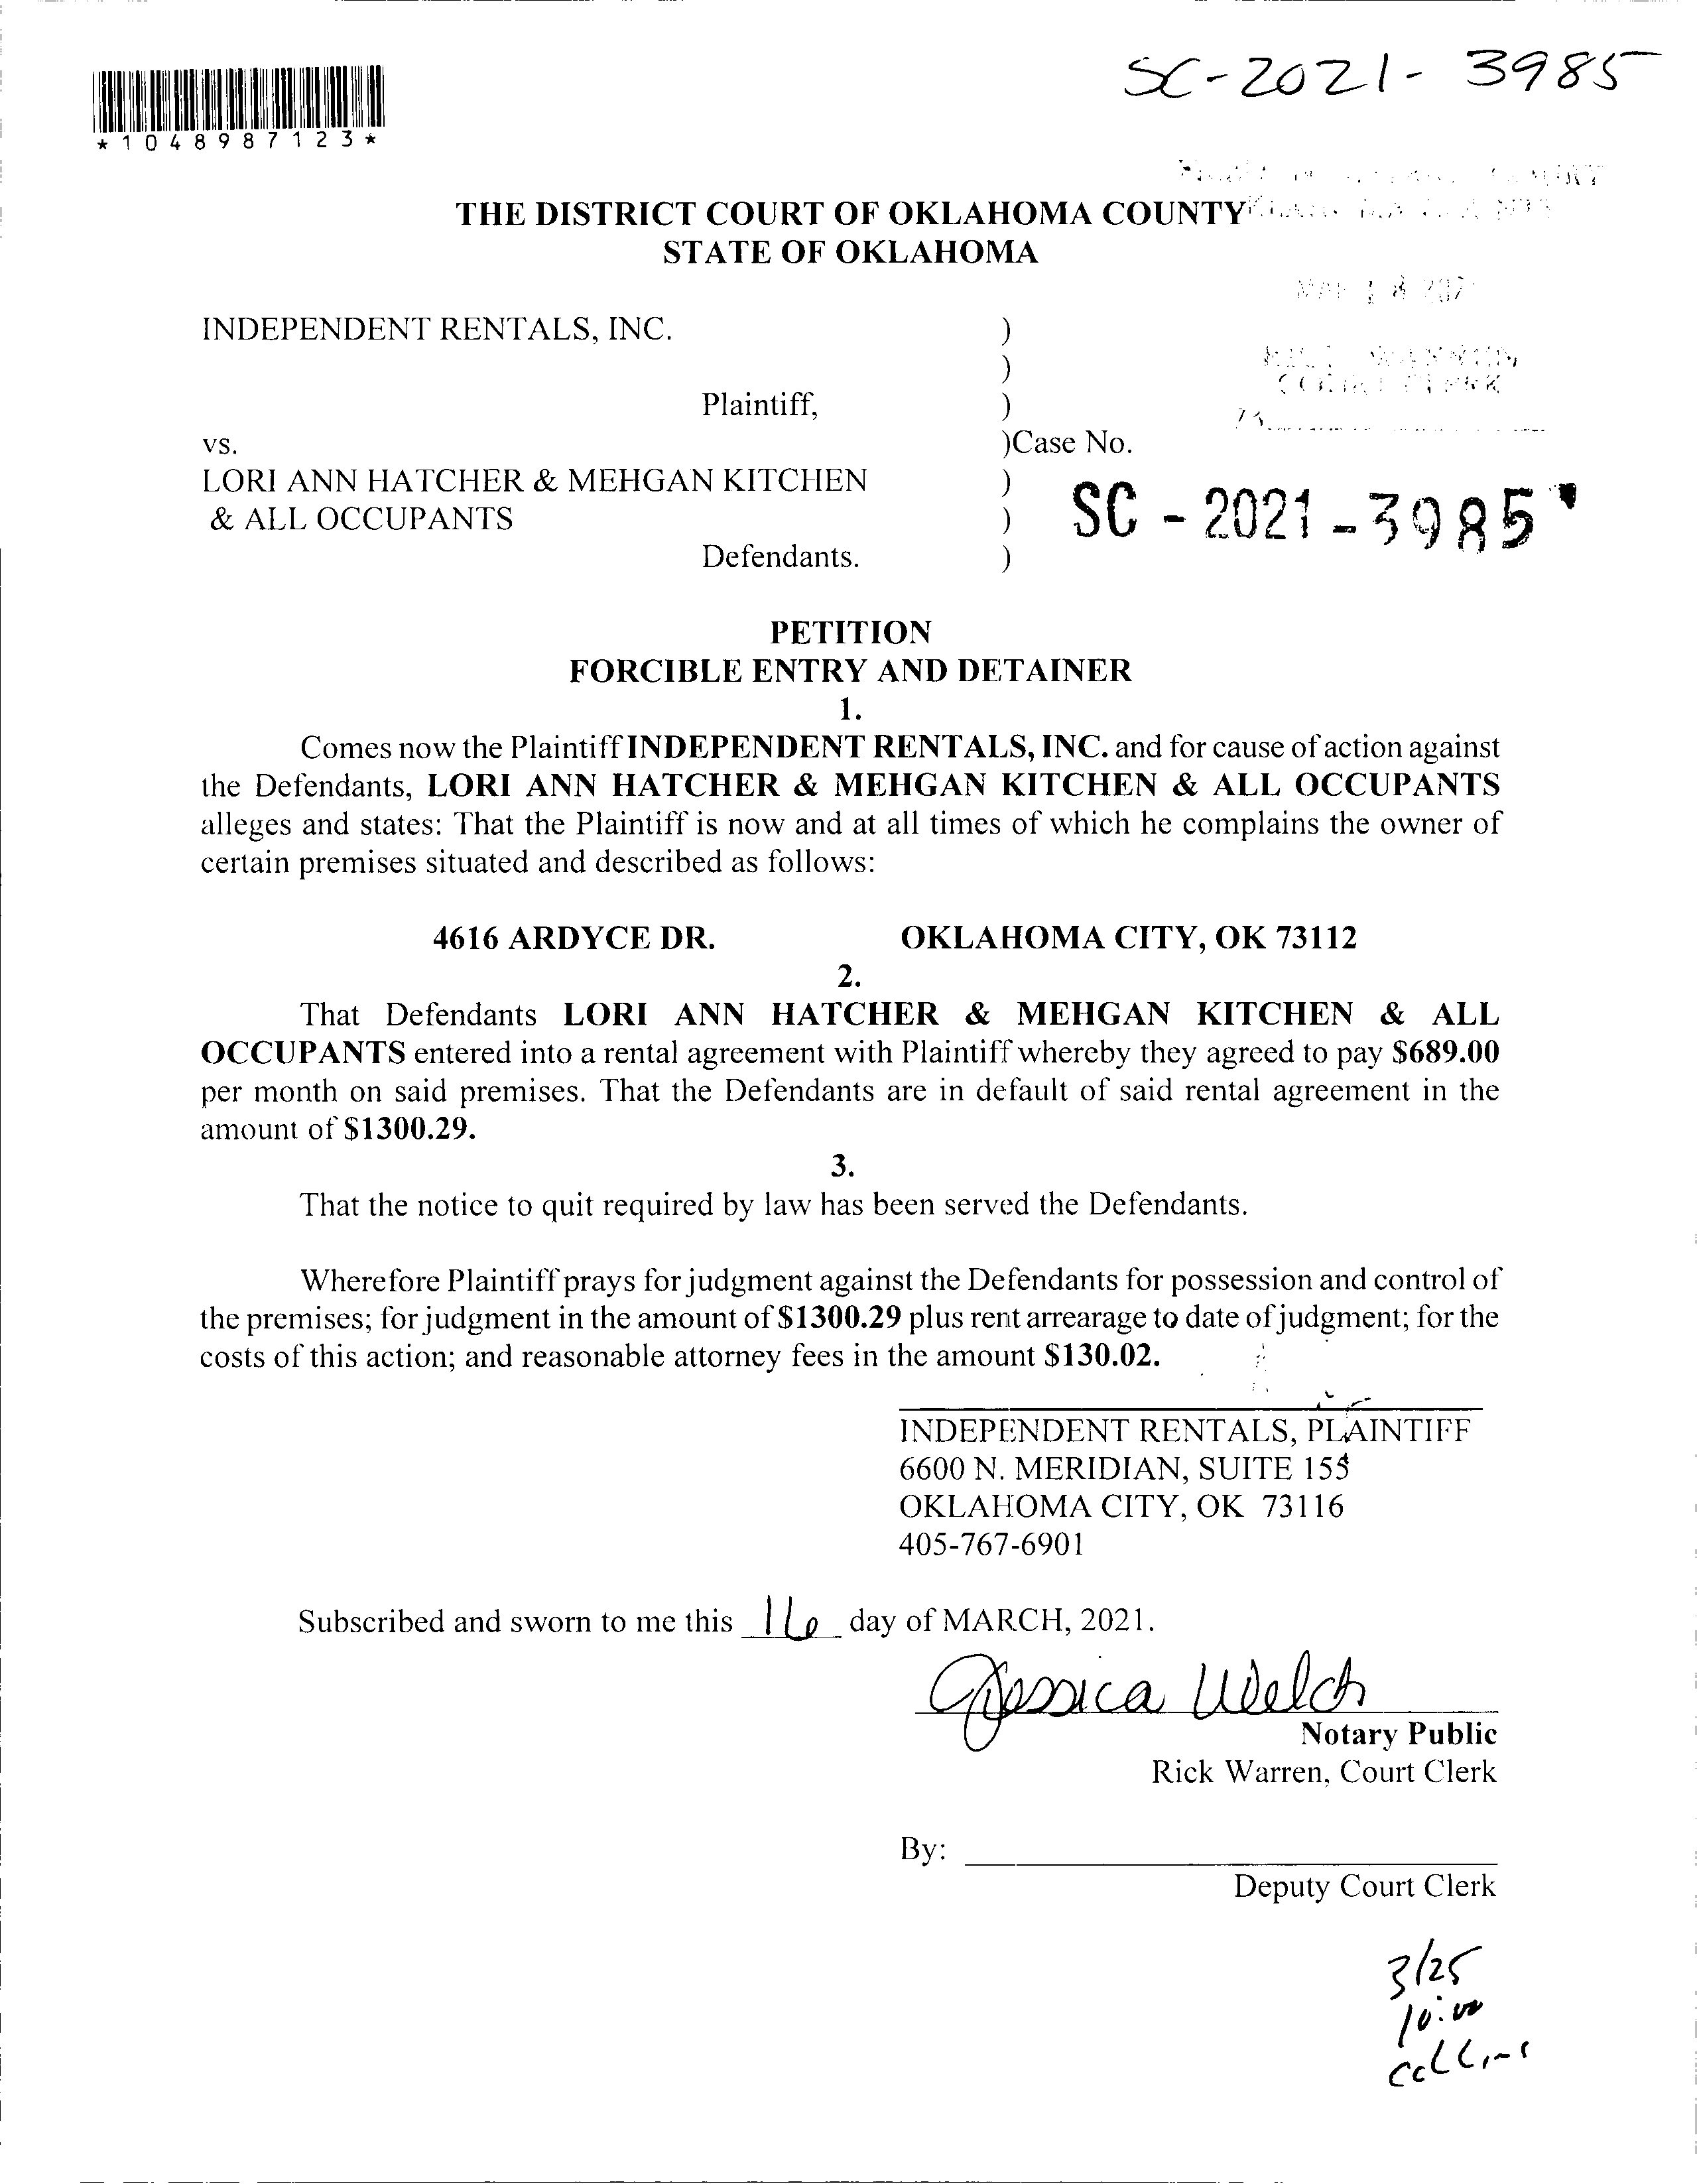 SC-2021-3985
*1048987123*
THE DISTRICT COURT OF OKLAHOMA COUNTY
STATE OF OKLAHOMA
INDEPENDENT RENTALS, INC. )
)
Plaintiff, )
vs. )Case No.
LORI ANN HATCHER & MEHGAN KITCHEN )
& ALL OCCUPANTS ) SC - 2021 - 3985
Defendants. )
PETITION
FORCIBLE ENTRY AND DETAINER
1.
Comes now the Plaintiff INDEPENDENT RENTALS, INC. and for cause of action against
the Defendants, LORI ANN HATCHER & MEHGAN KITCHEN & ALL OCCUPANTS
alleges and states: That the Plaintiff is now and at all times of which he complains the owner of
certain premises situated and described as follows:
4616 ARDYCE DR. OKLAHOMA CITY, OK 73112
2.
That Defendants LORI ANN HATCHER & MEHGAN KITCHEN & ALL
OCCUPANTS entered into a rental agreement with Plaintiff whereby they agreed to pay $689.00
per month on said premises. That the Defendants are in default of said rental agreement in the
amount of $1300.29.
3.
That the notice to quit required by law has been served the Defendants.
Wherefore Plaintiff prays for judgment against the Defendants for possession and control of
the premises; for judgment in the amount of $1300.29 plus rent arrearage to date of judgment; for the
costs of this action; and reasonable attorney fees in the amount $130.02.
INDEPENDENT RENTALS, PLAINTIFF
6600 N. MERIDIAN, SUITE 155
OKLAHOMA CITY, OK 73116
405-767-6901
Subscribed and sworn to me this 16 day of MARCH, 2021.
Jessica Welch
Notary Public
Rick Warren, Court Clerk
By:
Deputy Court Clerk
3/25
10:00
Collins